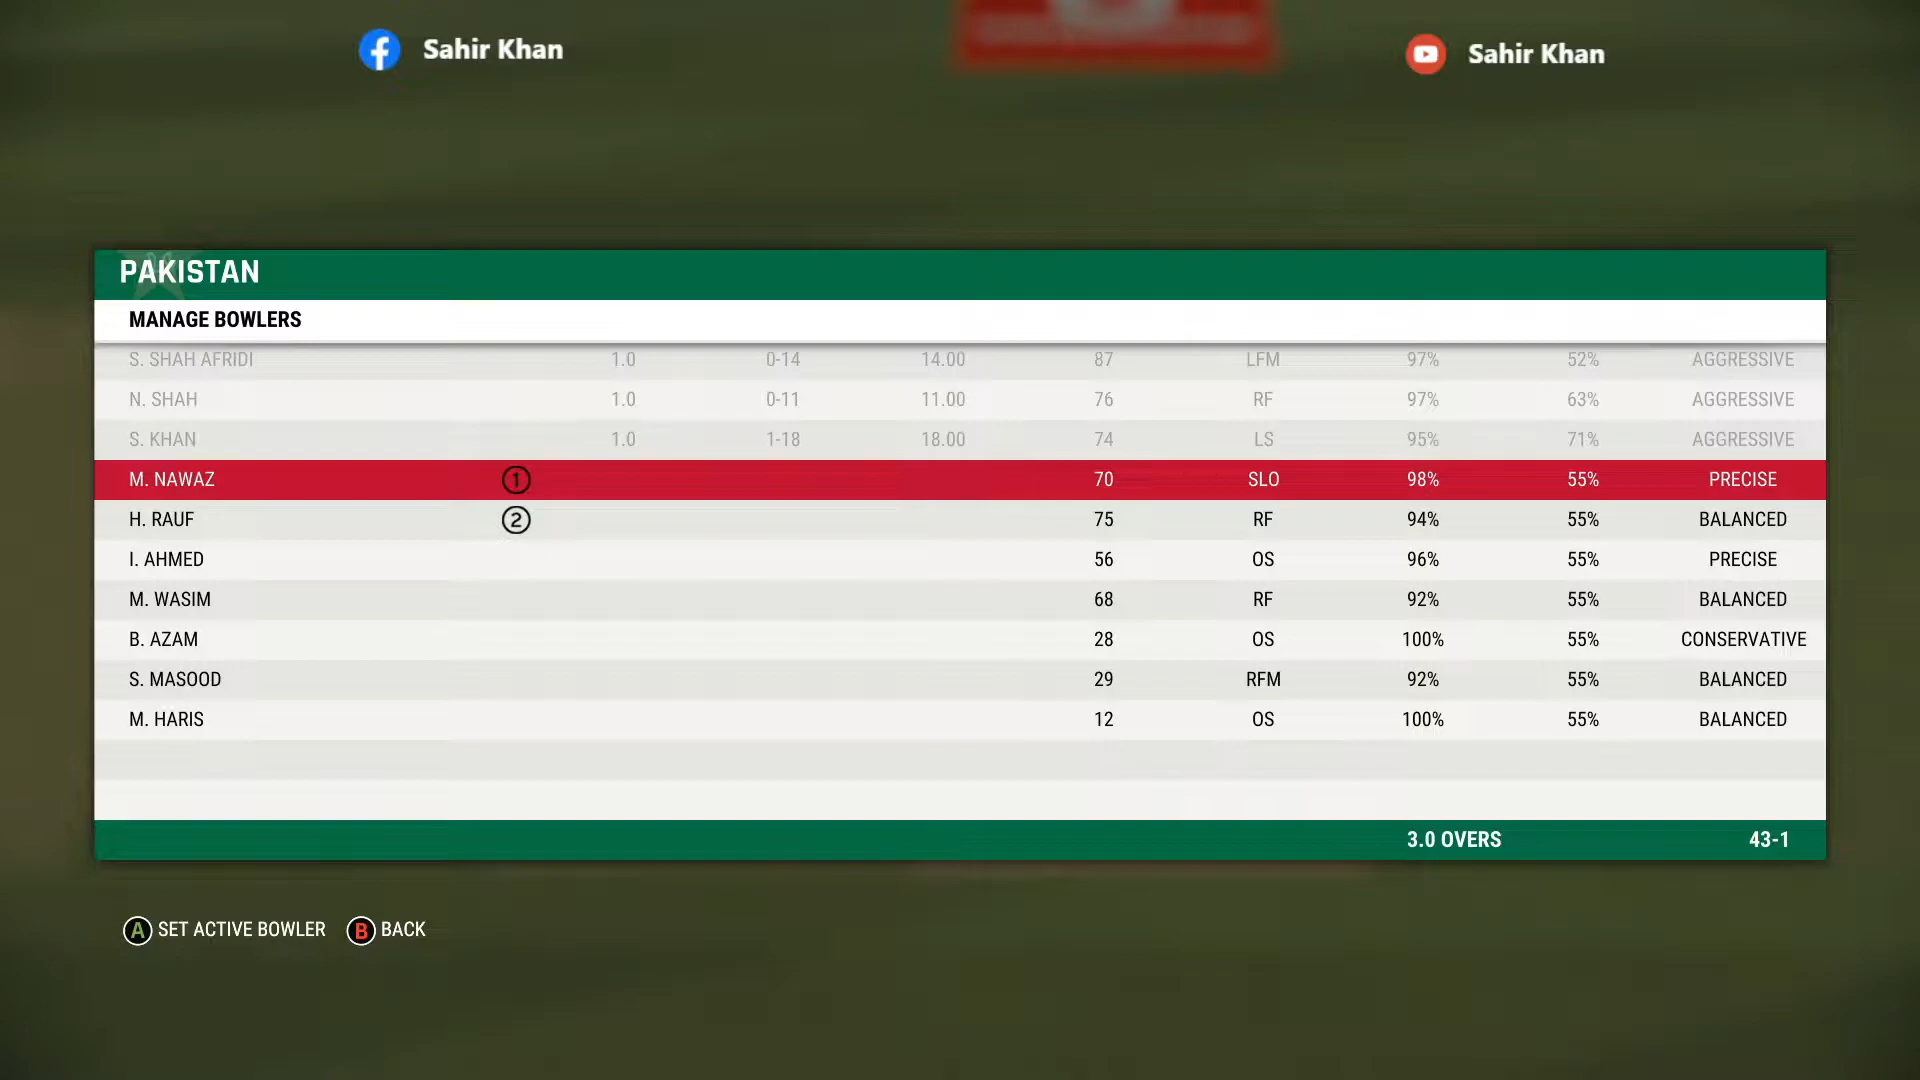 Sahir Khan
Sahir Khan
PAKISTAN
MANAGE BOWLERS
S. SHAH AFRIDI 1.0 0-14 14.00 87 LFM 97% 52% AGGRESSIVE
N. SHAH 1.0 0-11 11.00 76 RF 97% 63% AGGRESSIVE
S. KHAN 1.0 1-18 18.00 74 LS 95% 71% AGGRESSIVE
M. NAWAZ 1 70 SLO 98% 55% PRECISE
H. RAUF 2 75 RF 94% 55% BALANCED
I. AHMED 56 OS 96% 55% PRECISE
M. WASIM 68 RF 92% 55% BALANCED
B. AZAM 28 OS 100% 55% CONSERVATIVE
S. MASOOD 29 RFM 92% 55% BALANCED
M. HARIS 12 OS 100% 55% BALANCED
3.0 OVERS 43-1
A SET ACTIVE BOWLER B BACK